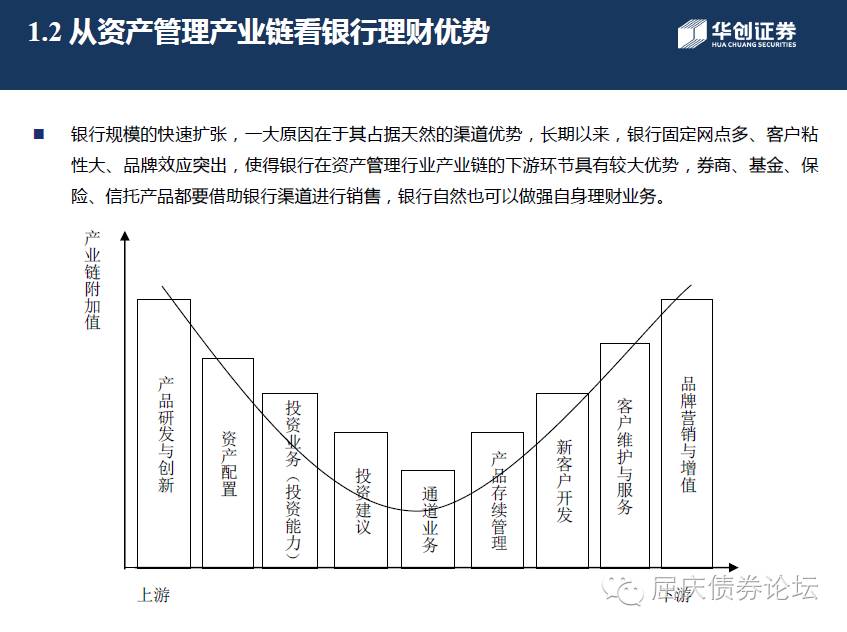 1.2 从资产管理产业链看银行理财优势
华创证券
HUA CHUANG SECURITIES
银行规模的快速扩张，一大原因在于其占据天然的渠道优势，长期以来，银行固定网点多、客户粘
性大、品牌效应突出，使得银行在资产管理行业产业链的下游环节具有较大优势，券商、基金、保
险、信托产品都要借助银行渠道进行销售，银行自然也可以做强自身理财业务。
产业链附加值
产品研发与创新
资产配置
投资业务（投资能力）
投资建议
通道业务
产品存续管理
新客户开发
客户维护与服务
品牌营销与增值
上游
下游
屈庆债券论坛